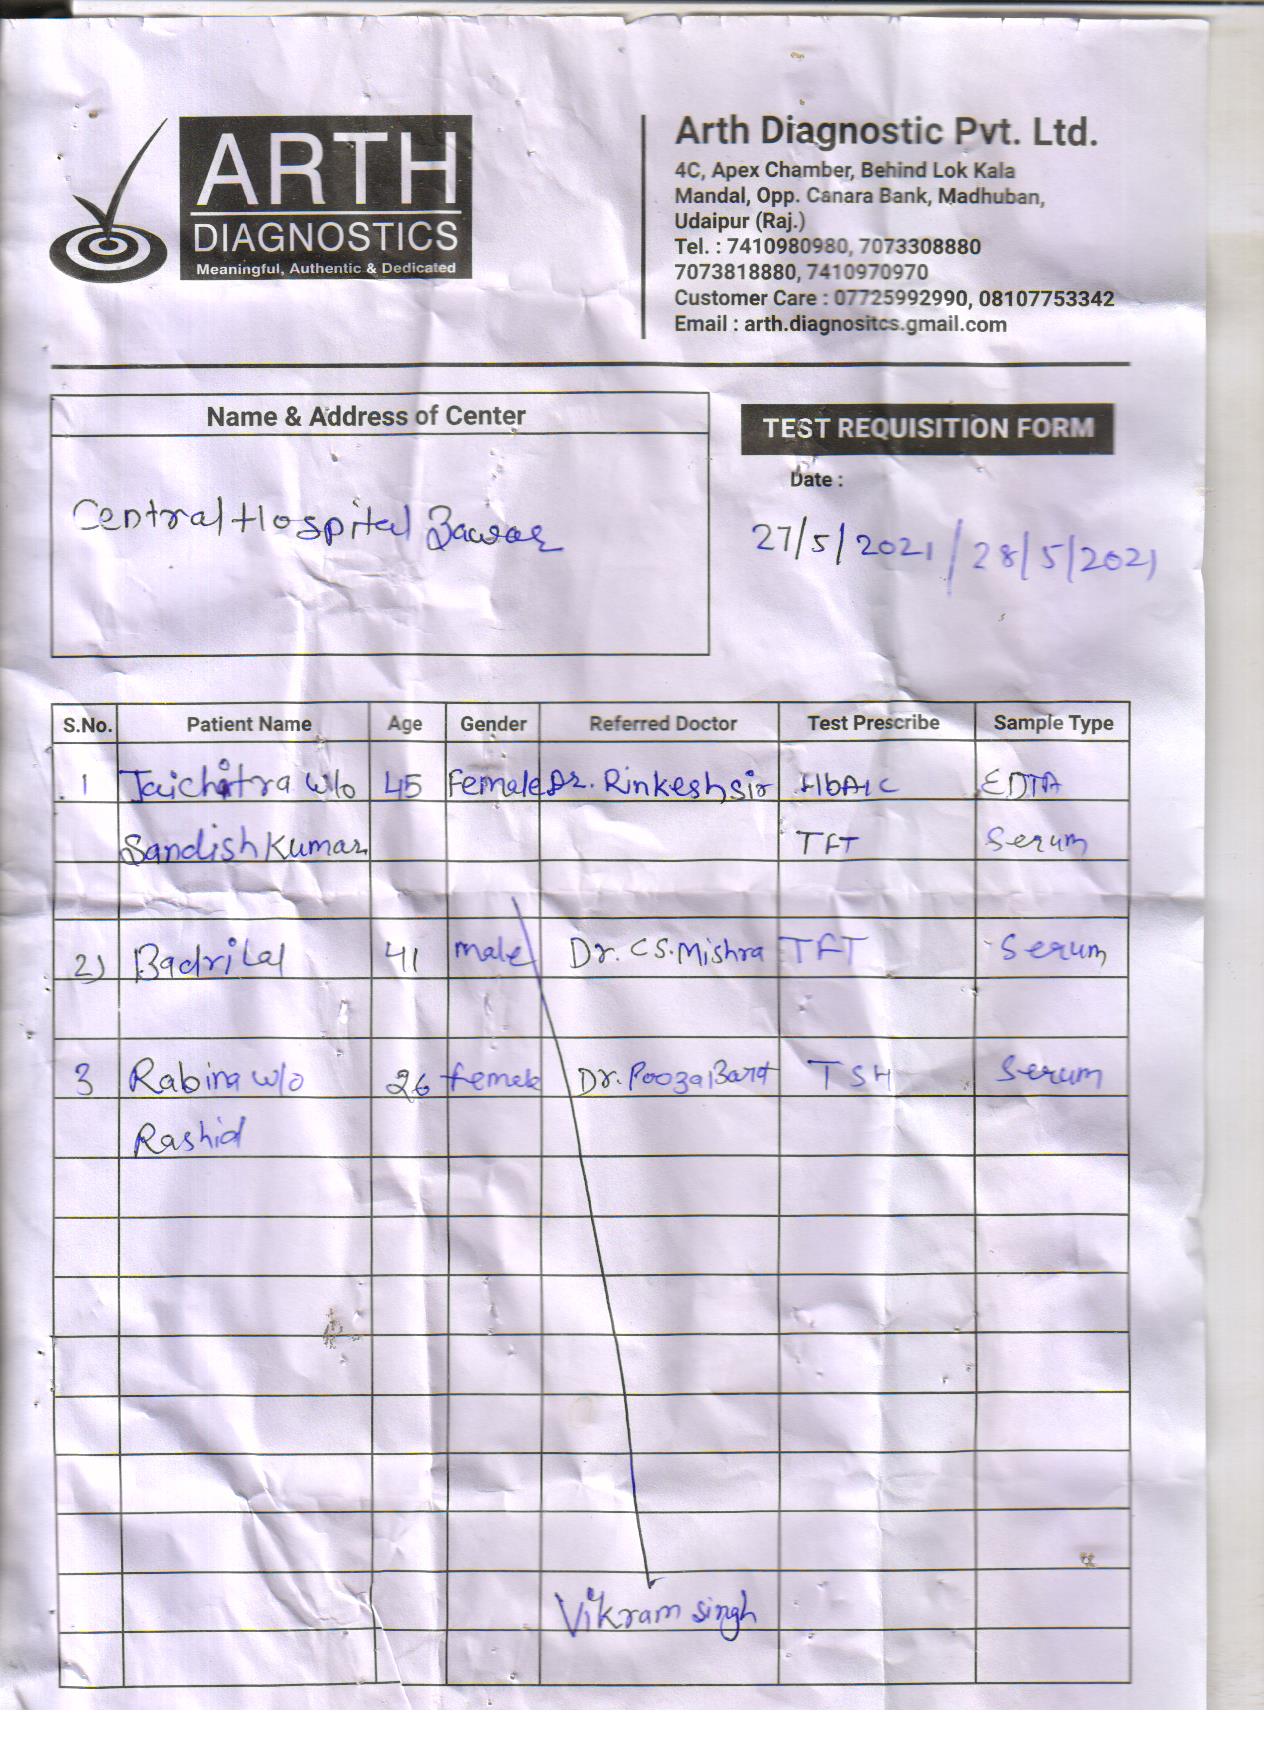 ARTH
DIAGNOSTICS
Meaningful, Authentic & Dedicated
Arth Diagnostic Pvt. Ltd.
4C, Apex Chamber, Behind Lok Kala
Mandal, Opp. Canara Bank, Madhuban,
Udaipur (Raj.)
Tel. : 7410980980, 7073308880
7073818880, 7410970970
Customer Care : 07725992990, 08107753342
Email : arth.diagnositcs.gmail.com
Name & Address of Center
Central Hospital
TEST REQUISITION FORM
Date :
27/5/2021/28/5/2021
S.No. Patient Name Age Gender Referred Doctor Test Prescribe Sample Type
1 Jaichitra w/o 45 Female Dr. Rinkesh sir HbA1C EDTA
Sandish Kumar TFT Serum
2) Badrilal 41 male Dr. C S. Mishra TFT Serum
3 Rabina w/o 26 female Dr. Pooza TSH Serum
Rashid
Vikram singh